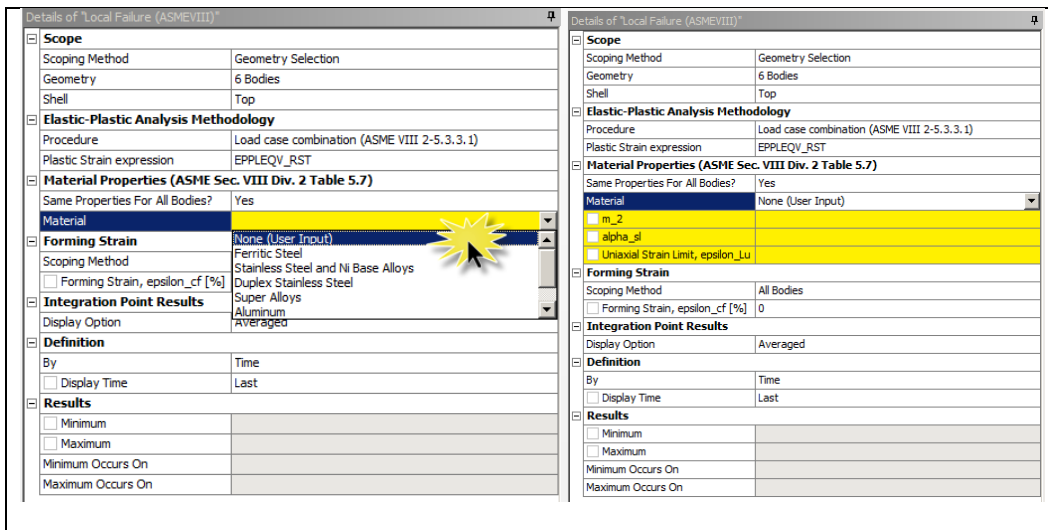 Details of "Local Failure (ASMEVIII)"
Scope
Scoping Method Geometry Selection
Geometry 6 Bodies
Shell Top
Elastic-Plastic Analysis Methodology
Procedure Load case combination (ASME VIII 2-5.3.3.1)
Plastic Strain expression EPPLEQV_RST
Material Properties (ASME Sec. VIII Div. 2 Table 5.7)
Same Properties For All Bodies? Yes
Material
None (User Input)
Ferritic Steel
Stainless Steel and Ni Base Alloys
Duplex Stainless Steel
Super Alloys
Aluminum
Forming Strain
Scoping Method
Forming Strain, epsilon_cf [%]
Integration Point Results
Display Option Averaged
Definition
By Time
Display Time Last
Results
Minimum
Maximum
Minimum Occurs On
Maximum Occurs On
Details of "Local Failure (ASMEVIII)"
Scope
Scoping Method Geometry Selection
Geometry 6 Bodies
Shell Top
Elastic-Plastic Analysis Methodology
Procedure Load case combination (ASME VIII 2-5.3.3.1)
Plastic Strain expression EPPLEQV_RST
Material Properties (ASME Sec. VIII Div. 2 Table 5.7)
Same Properties For All Bodies? Yes
Material None (User Input)
m_2
alpha_sl
Uniaxial Strain Limit, epsilon_Lu
Forming Strain
Scoping Method All Bodies
Forming Strain, epsilon_cf [%] 0
Integration Point Results
Display Option Averaged
Definition
By Time
Display Time Last
Results
Minimum
Maximum
Minimum Occurs On
Maximum Occurs On